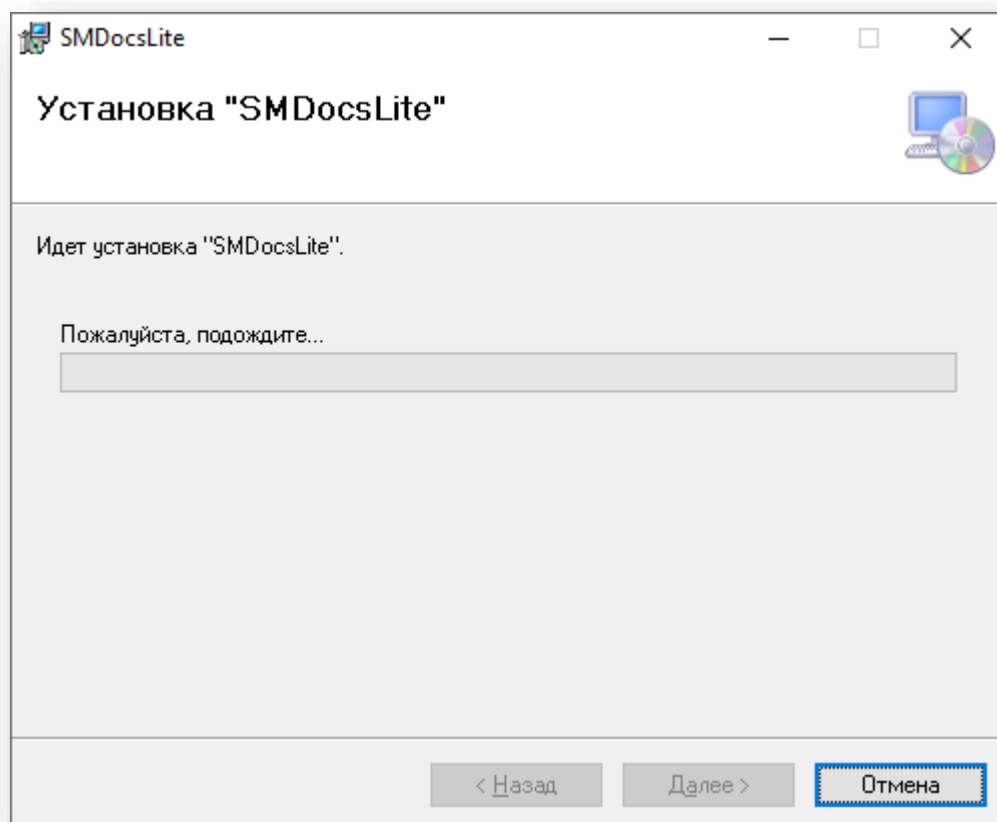 SMDocsLite
Установка "SMDocsLite"
Идет установка "SMDocsLite".
Пожалуйста, подождите...
< Назад
Далее >
Отмена